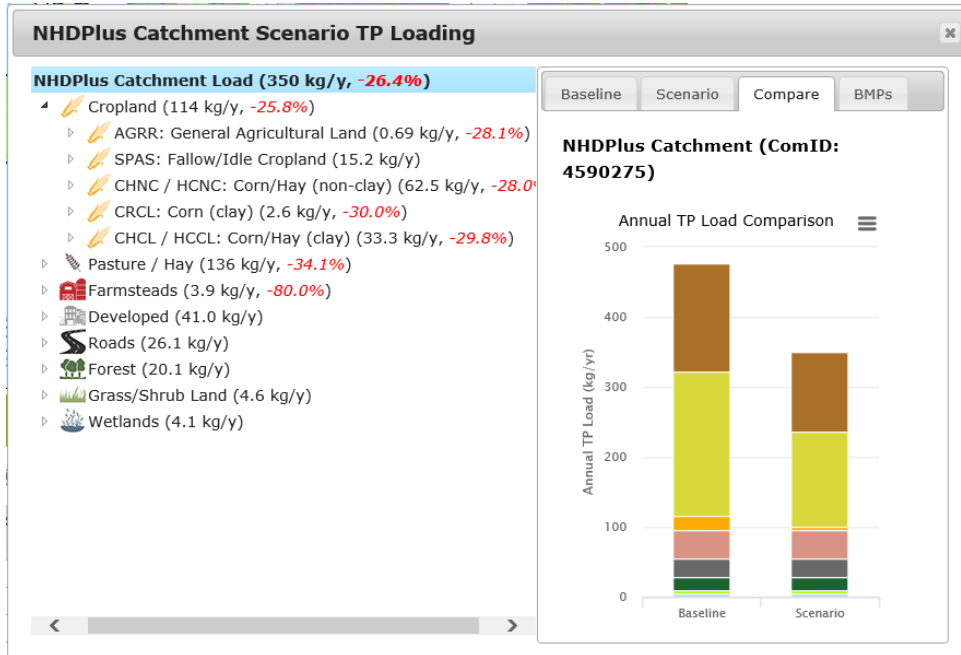 NHDPlus Catchment Scenario TP Loading
NHDPlus Catchment Load (350 kg/y, -26.4%)
Cropland (114 kg/y, -25.8%)
AGRR: General Agricultural Land (0.69 kg/y, -28.1%)
SPAS: Fallow/Idle Cropland (15.2 kg/y)
CHNC / HCNC: Corn/Hay (non-clay) (62.5 kg/y, -28.0
CRCL: Corn (clay) (2.6 kg/y, -30.0%)
CHCL / HCCL: Corn/Hay (clay) (33.3 kg/y, -29.8%)
Pasture / Hay (136 kg/y, -34.1%)
Farmsteads (3.9 kg/y, -80.0%)
Developed (41.0 kg/y)
Roads (26.1 kg/y)
Forest (20.1 kg/y)
Grass/Shrub Land (4.6 kg/y)
Wetlands (4.1 kg/y)
Baseline Scenario Compare BMPs
NHDPlus Catchment (ComID:
4590275)
Annual TP Load Comparison
Annual TP Load (kg/yr)
500
400
300
200
100
0
Baseline Scenario